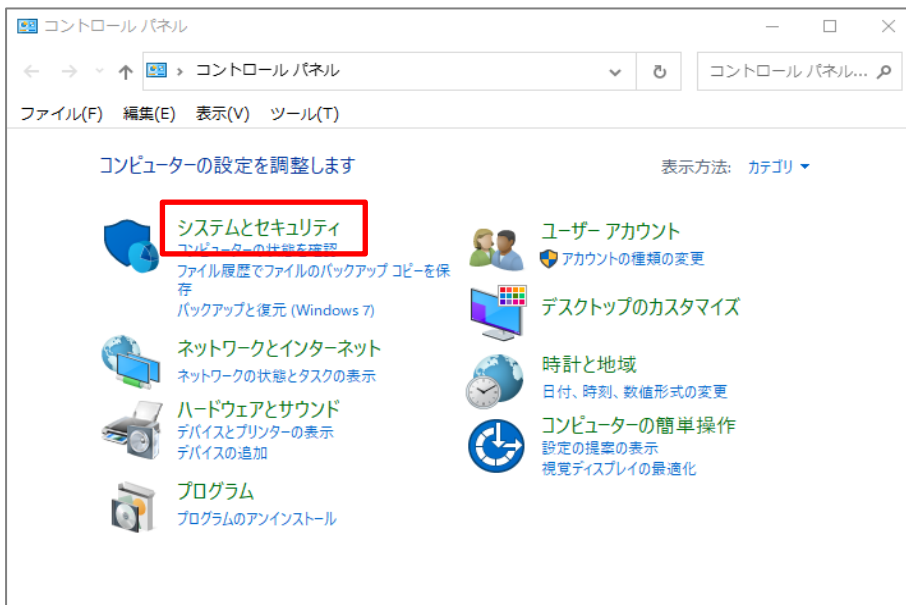 コントロール パネル
コントロール パネル
コントロール パネル...
ファイル(F) 編集(E) 表示(V) ツール(T)
コンピューターの設定を調整します
表示方法: カテゴリ
システムとセキュリティ
コンピューターの状態を確認
ファイル履歴でファイルのバックアップ コピーを保
存
バックアップと復元 (Windows 7)
ネットワークとインターネット
ネットワークの状態とタスクの表示
ハードウェアとサウンド
デバイスとプリンターの表示
デバイスの追加
プログラム
プログラムのアンインストール
ユーザー アカウント
アカウントの種類の変更
デスクトップのカスタマイズ
時計と地域
日付、時刻、数値形式の変更
コンピューターの簡単操作
設定の提案の表示
視覚ディスプレイの最適化